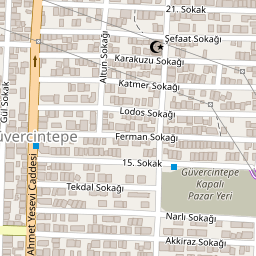 21. Sokak
Şefaat Sokağı
Karakuzu Sokağı
Altun Sokağı
Katmer Sokağı
Gül Sokak
Lodos Sokağı
Güvercintepe
Ferman Sokağı
15. Sokak
Güvercintepe
Kapalı
Pazar Yeri
Tekdal Sokağı
Ahmet Yesevi Caddesi
Narlı Sokağı
Akkiraz Sokağı